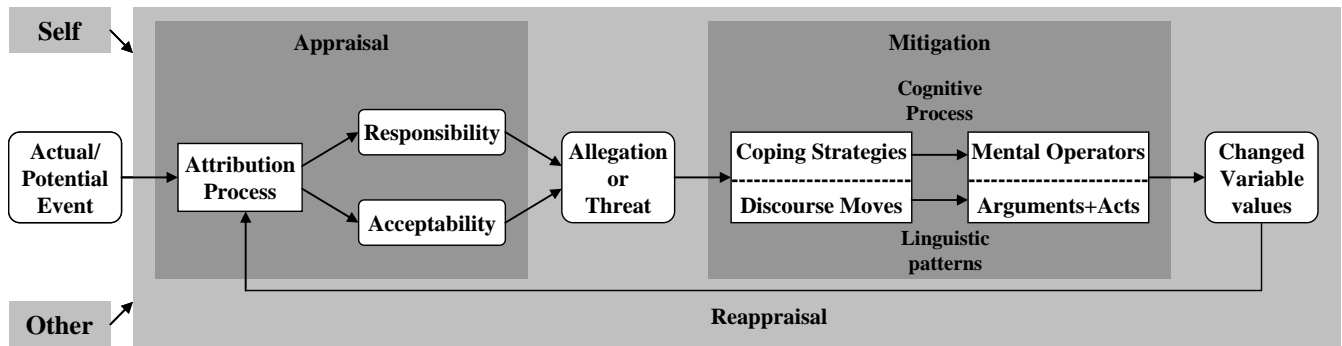 Self
Appraisal
Mitigation
Cognitive
Process
Actual/
Potential
Event
Attribution
Process
Responsibility
Acceptability
Allegation
or
Threat
Coping Strategies
Discourse Moves
Mental Operators
Arguments+Acts
Changed
Variable
values
Linguistic
patterns
Other
Reappraisal